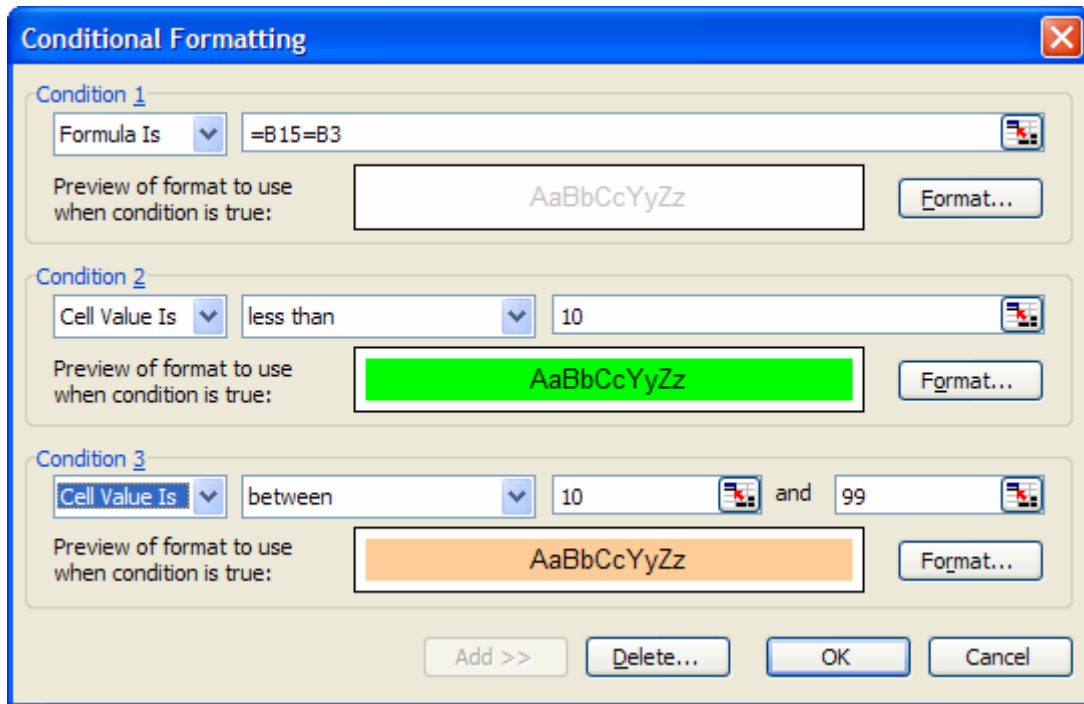 Conditional Formatting
Condition 1
Formula Is =B15=B3
Preview of format to use
when condition is true:
AaBbCcYyZz
Format...
Condition 2
Cell Value Is less than 10
Preview of format to use
when condition is true:
AaBbCcYyZz
Format...
Condition 3
Cell Value Is between 10 and 99
Preview of format to use
when condition is true:
AaBbCcYyZz
Format...
Add >> Delete... OK Cancel